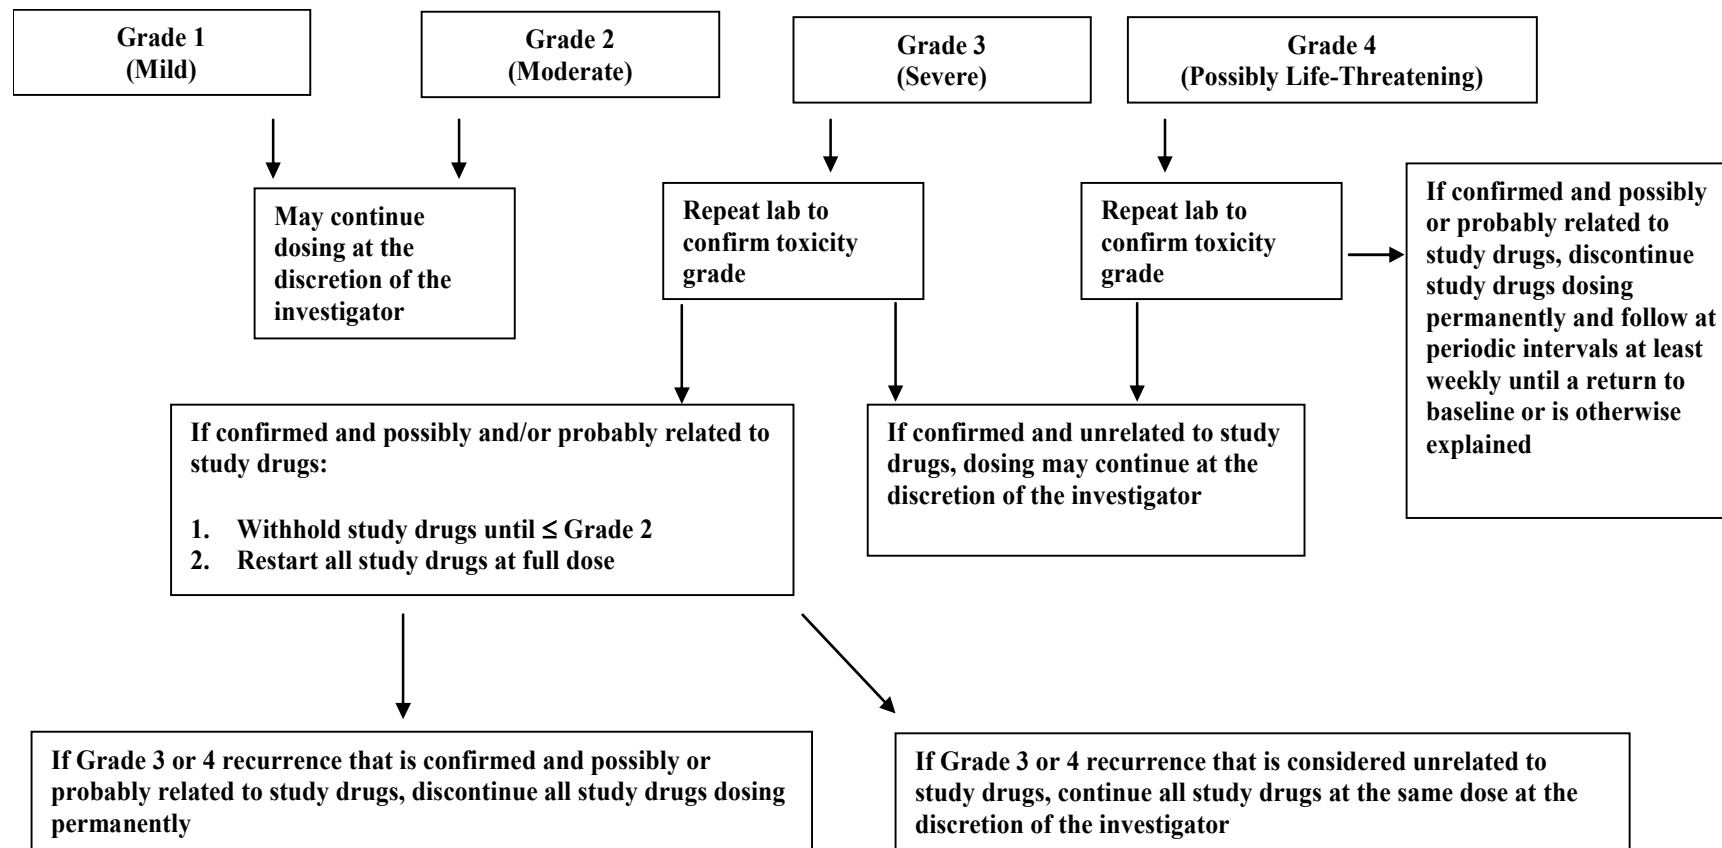 Grade 1
(Mild)
Grade 2
(Moderate)
Grade 3
(Severe)
Grade 4
(Possibly Life-Threatening)
May continue
dosing at the
discretion of the
investigator
Repeat lab to
confirm toxicity
grade
Repeat lab to
confirm toxicity
grade
If confirmed and possibly
or probably related to
study drugs, discontinue
study drugs dosing
permanently and follow at
periodic intervals at least
weekly until a return to
baseline or is otherwise
explained
If confirmed and possibly and/or probably related to
study drugs:
1. Withhold study drugs until ≤ Grade 2
2. Restart all study drugs at full dose
If confirmed and unrelated to study
drugs, dosing may continue at the
discretion of the investigator
If Grade 3 or 4 recurrence that is confirmed and possibly or
probably related to study drugs, discontinue all study drugs dosing
permanently
If Grade 3 or 4 recurrence that is considered unrelated to
study drugs, continue all study drugs at the same dose at the
discretion of the investigator